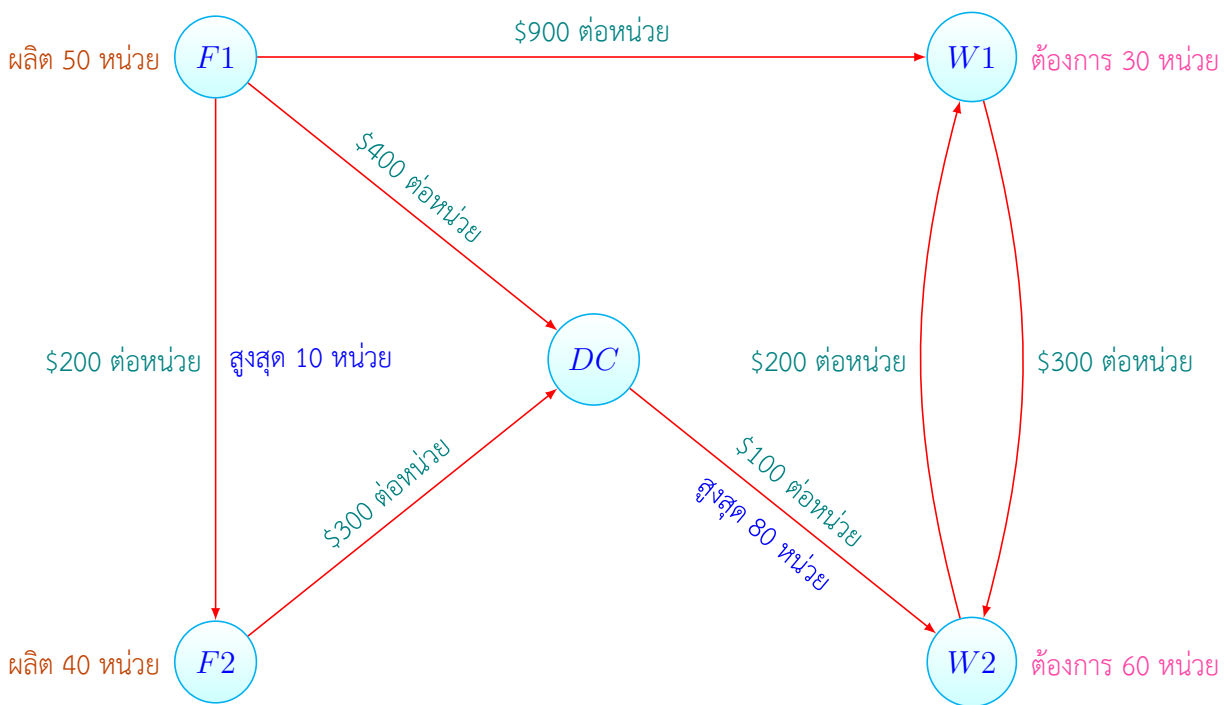 $900 ต่อหน่วย
ผลิต 50 หน่วย
F1
W1
ต้องการ 30 หน่วย
$400 ต่อหน่วย
$200 ต่อหน่วย
สูงสุด 10 หน่วย
DC
$200 ต่อหน่วย
$300 ต่อหน่วย
$300 ต่อหน่วย
$100 ต่อหน่วย
สูงสุด 80 หน่วย
ผลิต 40 หน่วย
F2
W2
ต้องการ 60 หน่วย